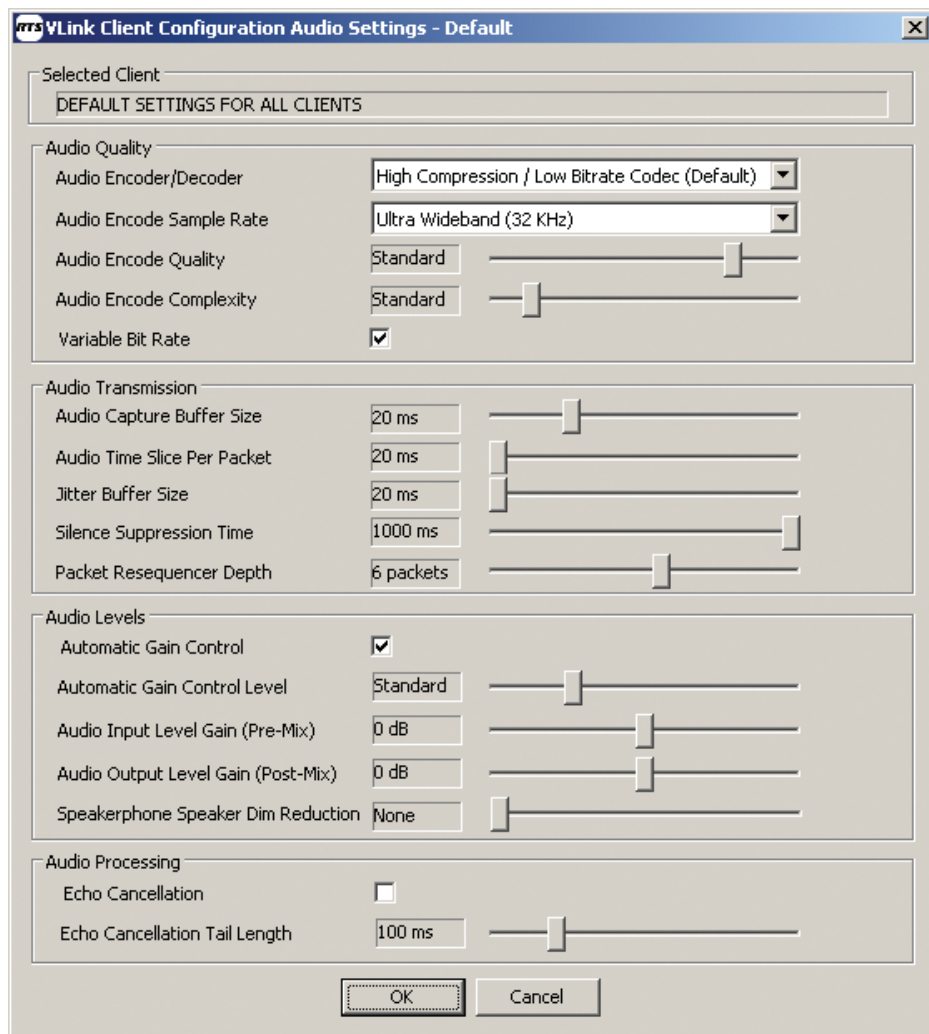 RTS VLink Client Configuration Audio Settings - Default
Selected Client
DEFAULT SETTINGS FOR ALL CLIENTS
Audio Quality
Audio Encoder/Decoder High Compression / Low Bitrate Codec (Default)
Audio Encode Sample Rate Ultra Wideband (32 KHz)
Audio Encode Quality Standard
Audio Encode Complexity Standard
Variable Bit Rate
Audio Transmission
Audio Capture Buffer Size 20 ms
Audio Time Slice Per Packet 20 ms
Jitter Buffer Size 20 ms
Silence Suppression Time 1000 ms
Packet Resequencer Depth 6 packets
Audio Levels
Automatic Gain Control
Automatic Gain Control Level Standard
Audio Input Level Gain (Pre-Mix) 0 dB
Audio Output Level Gain (Post-Mix) 0 dB
Speakerphone Speaker Dim Reduction None
Audio Processing
Echo Cancellation
Echo Cancellation Tail Length 100 ms
OK Cancel